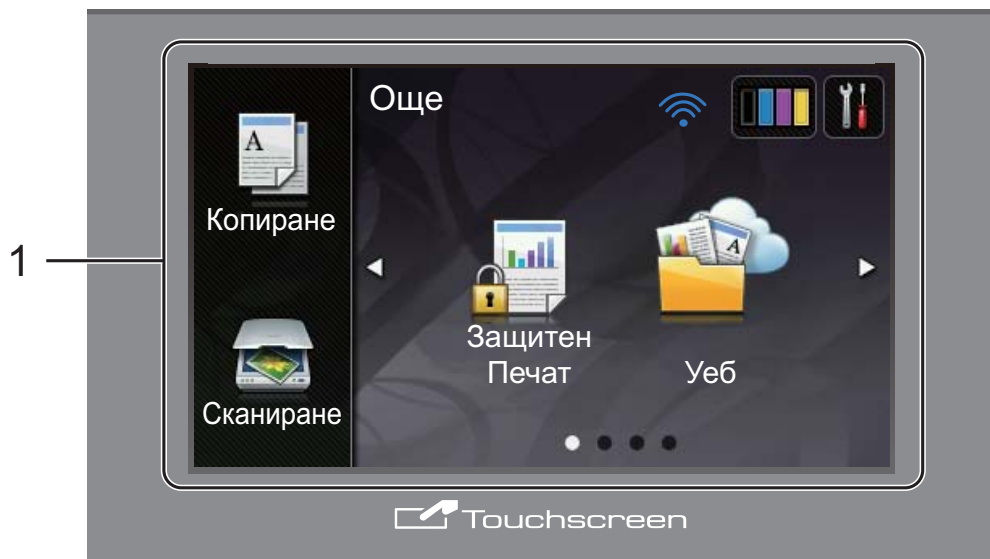 1
Още
A
Копиране
Сканиране
Защитен
Печат
A
Уеб
Touchscreen